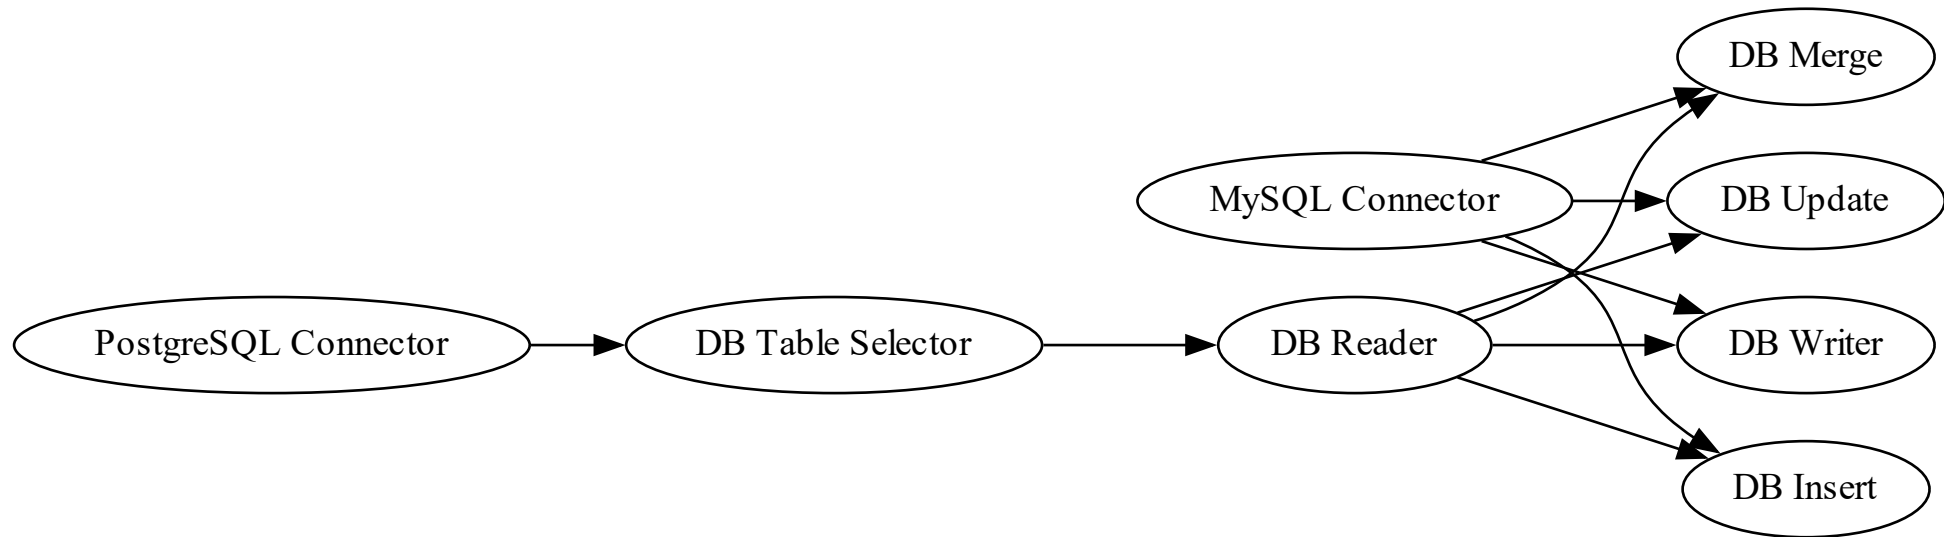 DB Merge
MySQL Connector
DB Update
PostgreSQL Connector
DB Table Selector
DB Reader
DB Writer
DB Insert